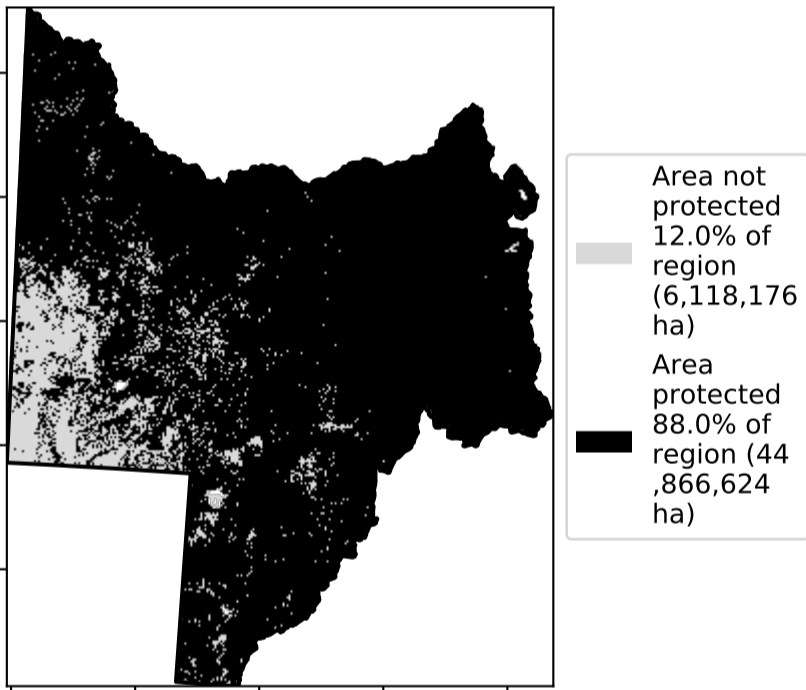 Area not
protected
12.0% of
region
(6,118,176
ha)
Area
protected
88.0% of
region (44
,866,624
ha)